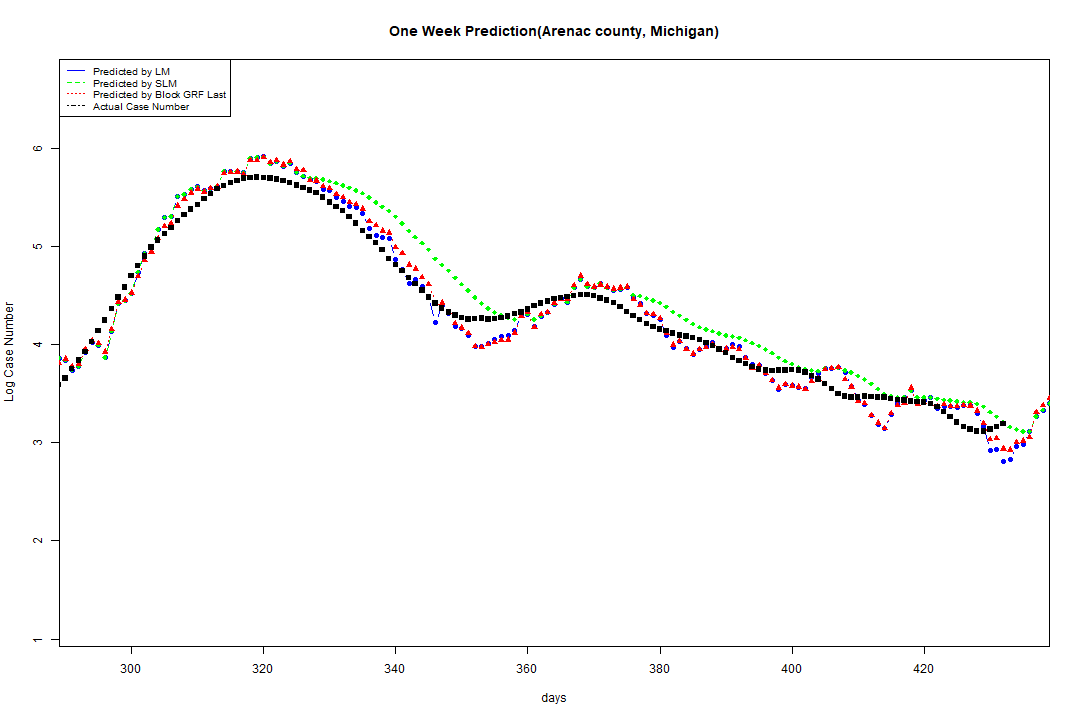 One Week Prediction(Arenac county, Michigan)
Predicted by LM
Predicted by SLM
Predicted by Block GRF Last
Actual Case Number
Log Case Number
6
5
4
3
2
1
300 320 340 360 380 400 420
days